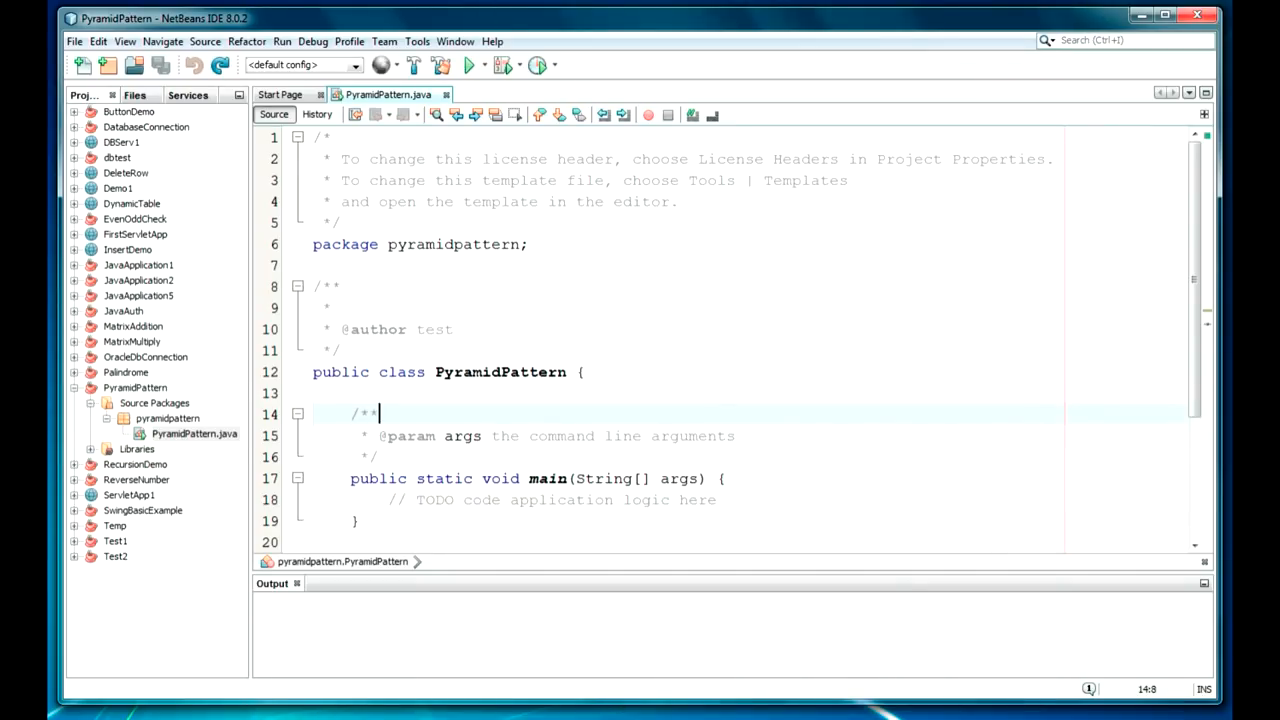 PyramidPattern - NetBeans IDE 8.0.2
File Edit View Navigate Source Refactor Run Debug Profile Team Tools Window Help
Search (Ctrl+I)
<default config>
Proj... Files Services
Start Page PyramidPattern.java
Source History
ButtonDemo
DatabaseConnection
DBServ1
dbtest
DeleteRow
Demo1
DynamicTable
EvenOddCheck
FirstServletApp
InsertDemo
JavaApplication1
JavaApplication2
JavaApplication5
JavaAuth
MatrixAddition
MatrixMultiply
OracleDbConnection
Palindrome
PyramidPattern
Source Packages
pyramidpattern
PyramidPattern.java
Libraries
RecursionDemo
ReverseNumber
ServletApp1
SwingBasicExample
Temp
Test1
Test2
1 /*
2 * To change this license header, choose License Headers in Project Properties.
3 * To change this template file, choose Tools | Templates
4 * and open the template in the editor.
5 */
6 package pyramidpattern;
7
8 /**
9 *
10 * @author test
11 */
12 public class PyramidPattern {
13
14 /**
15 * @param args the command line arguments
16 */
17 public static void main(String[] args) {
18 // TODO code application logic here
19 }
20
pyramidpattern.PyramidPattern
Output
1
14:8 INS